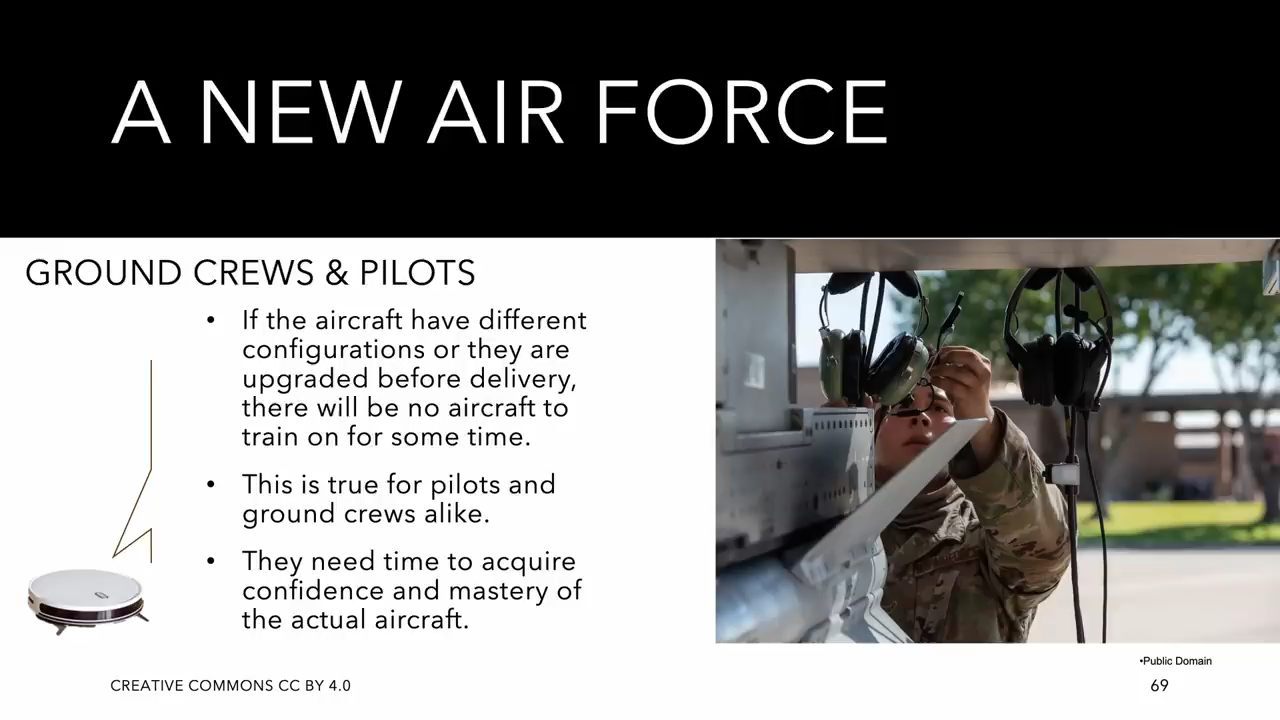 A NEW AIR FORCE
GROUND CREWS & PILOTS
• If the aircraft have different
configurations or they are
upgraded before delivery,
there will be no aircraft to
train on for some time.
• This is true for pilots and
ground crews alike.
• They need time to acquire
confidence and mastery of
the actual aircraft.
•Public Domain
CREATIVE COMMONS CC BY 4.0
69